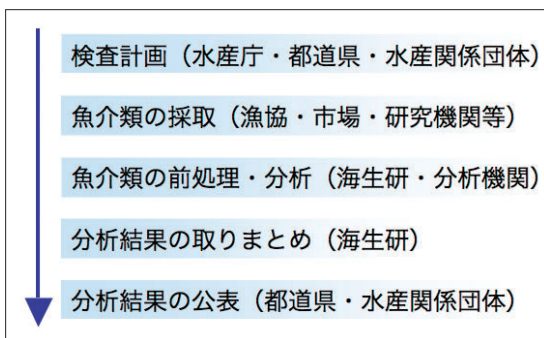 検査計画（水産庁・都道県・水産関係団体）
魚介類の採取（漁協・市場・研究機関等）
魚介類の前処理・分析（海生研・分析機関）
分析結果の取りまとめ（海生研）
分析結果の公表（都道県・水産関係団体）